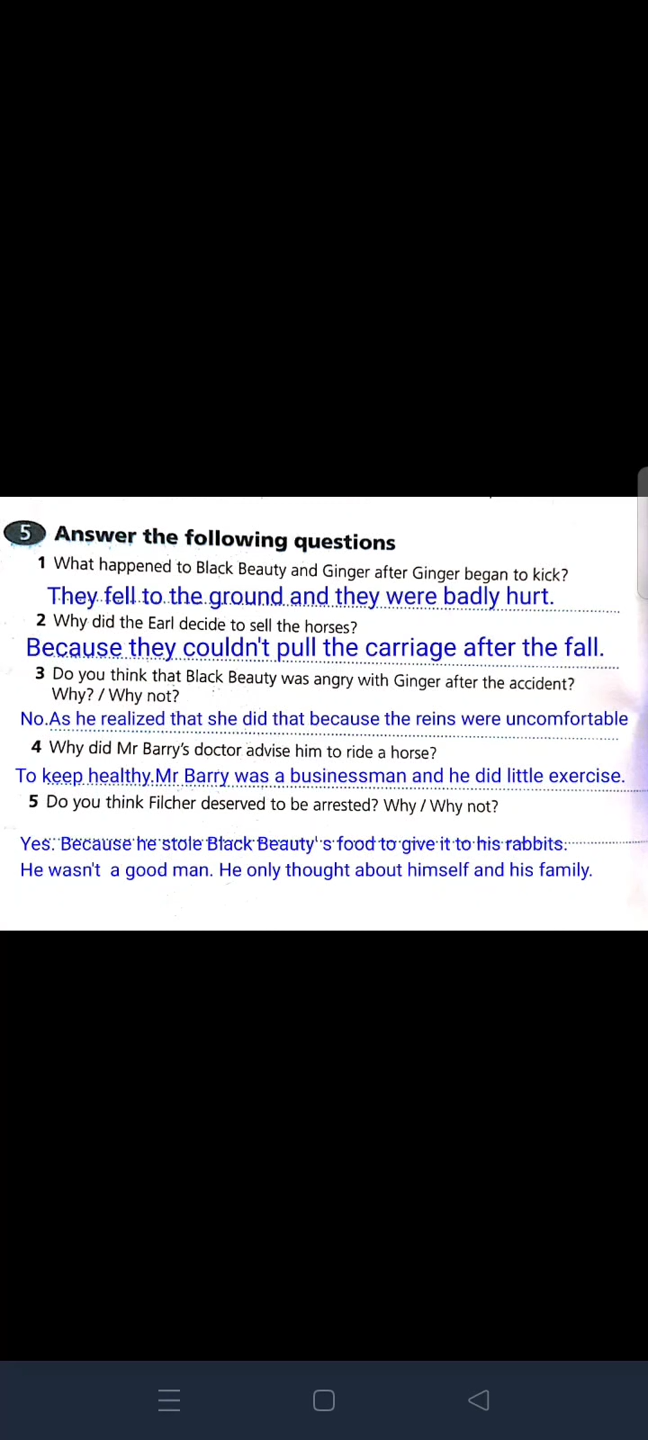 5 Answer the following questions
1 What happened to Black Beauty and Ginger after Ginger began to kick?
They fell to the ground and they were badly hurt.
2 Why did the Earl decide to sell the horses?
Because they couldn't pull the carriage after the fall.
3 Do you think that Black Beauty was angry with Ginger after the accident?
Why? / Why not?
No.As he realized that she did that because the reins were uncomfortable
4 Why did Mr Barry's doctor advise him to ride a horse?
To keep healthy.Mr Barry was a businessman and he did little exercise.
5 Do you think Filcher deserved to be arrested? Why / Why not?
Yes. Because he stole Black Beauty's food to give it to his rabbits.
He wasn't a good man. He only thought about himself and his family.